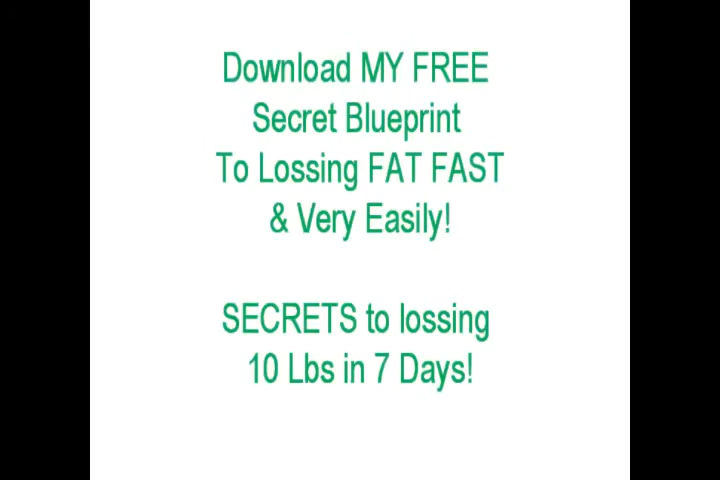 Download MY FREE
Secret Blueprint
To Lossing FAT FAST
& Very Easily!
SECRETS to lossing
10 Lbs in 7 Days!